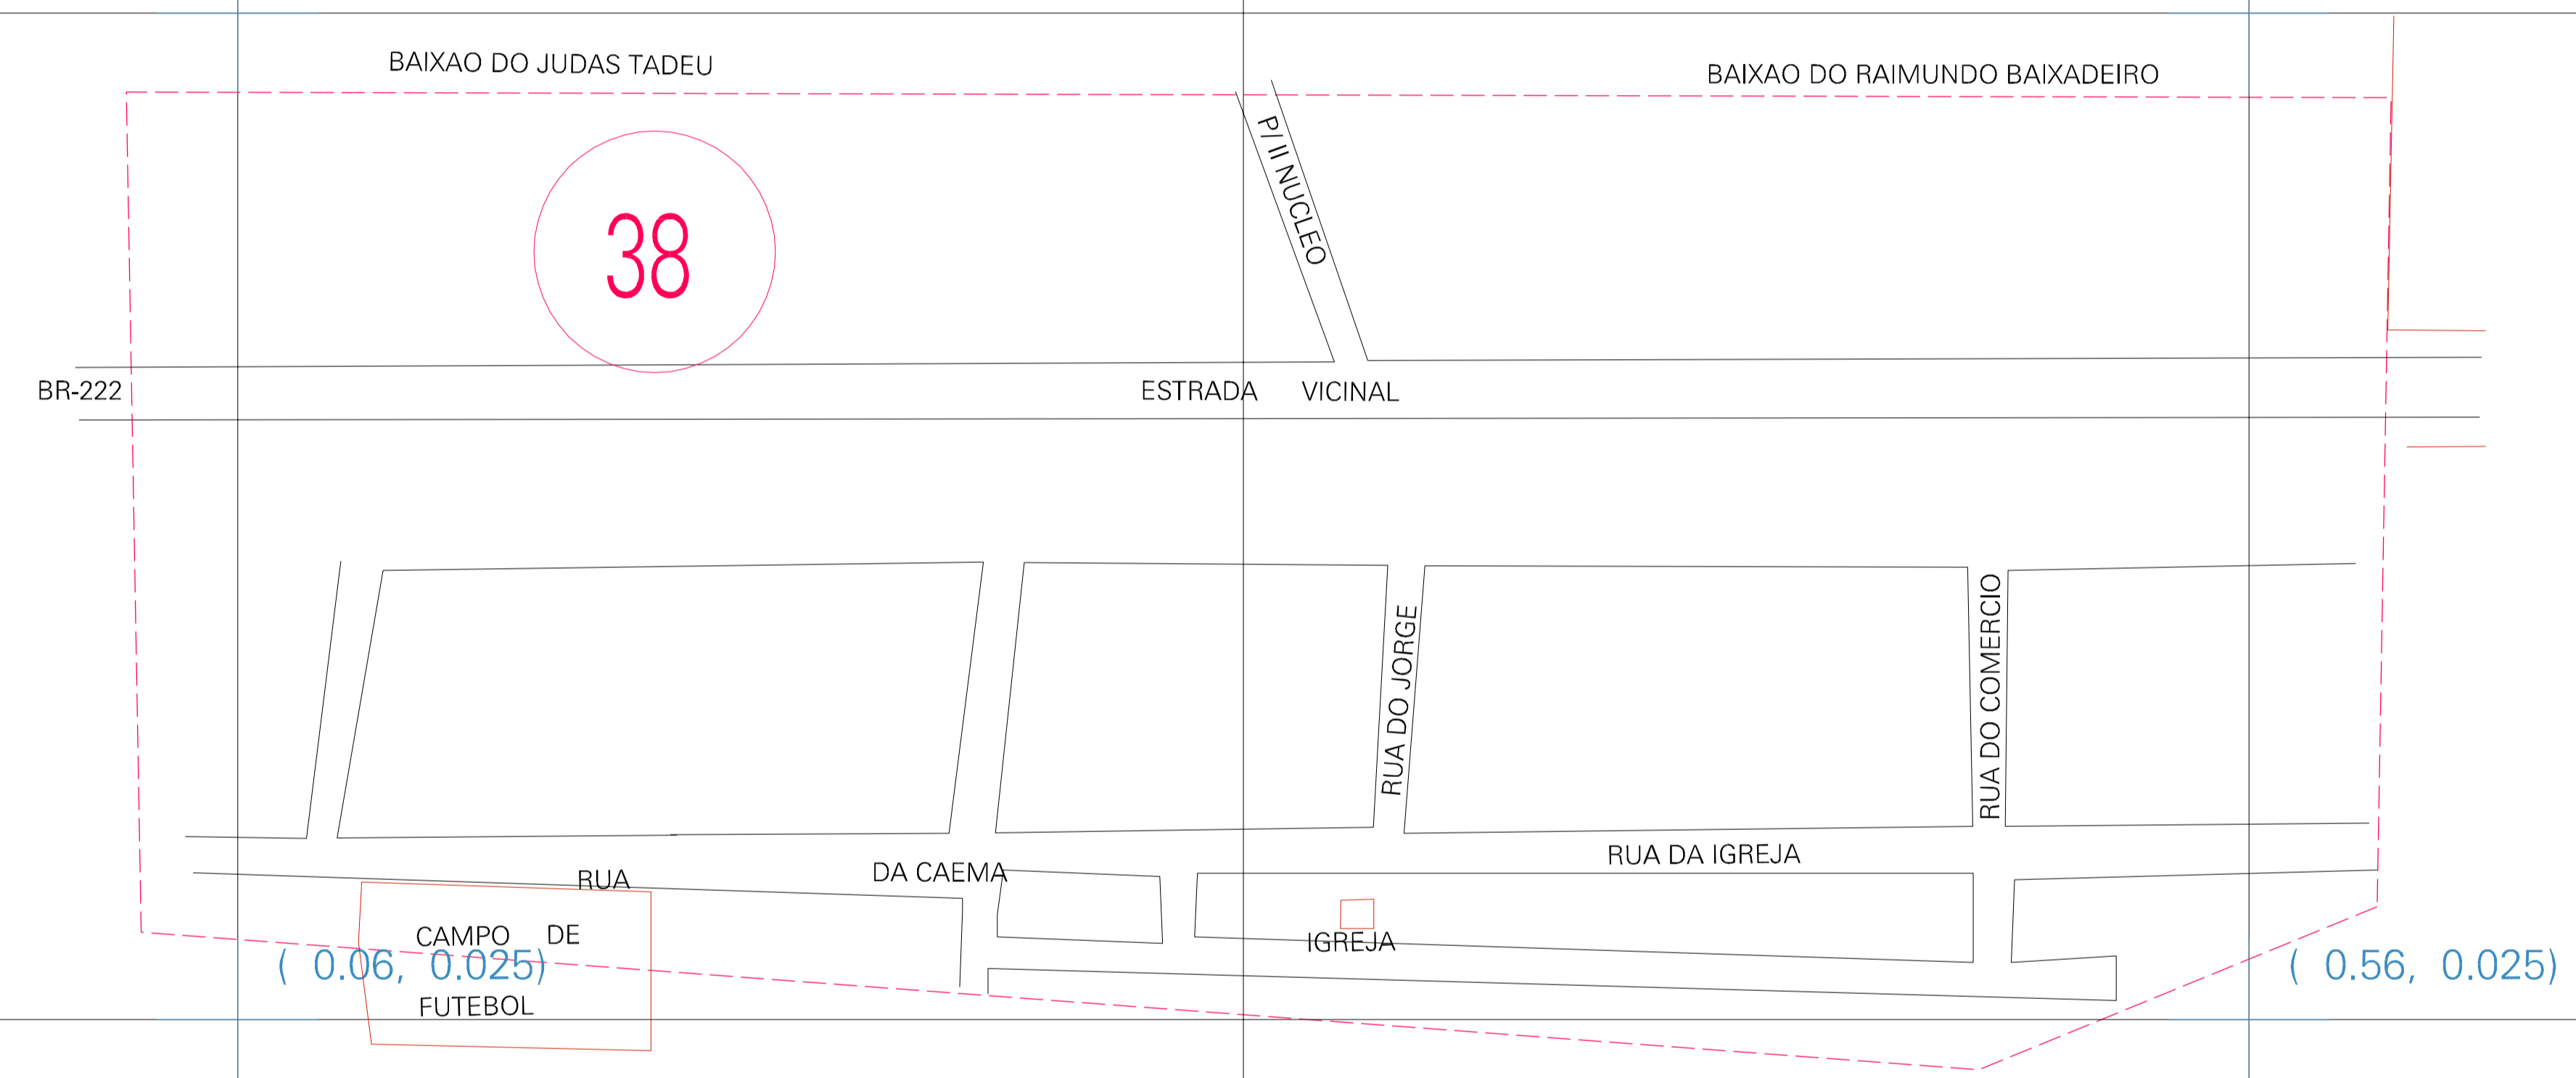 BAIXAO DO JUDAS TADEU
BAIXAO DO RAIMUNDO BAIXADEIRO
P/ II NUCLEO
38
BR-222
ESTRADA VICINAL
RUA DO JORGE
RUA DO COMERCIO
RUA DA CAEMA
RUA DA IGREJA
CAMPO DE
FUTEBOL
IGREJA
( 0.06, 0.025)
( 0.56, 0.025)